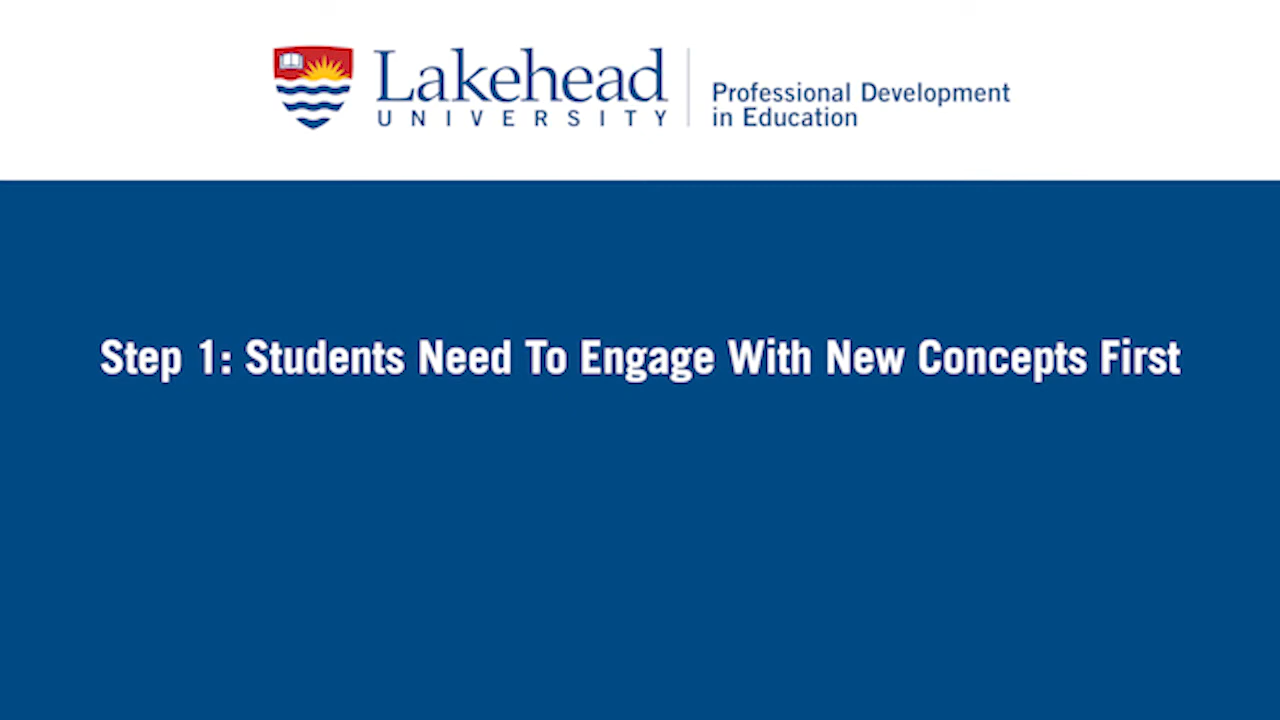 Lakehead
UNIVERSITY
Professional Development
in Education
Step 1: Students Need To Engage With New Concepts First